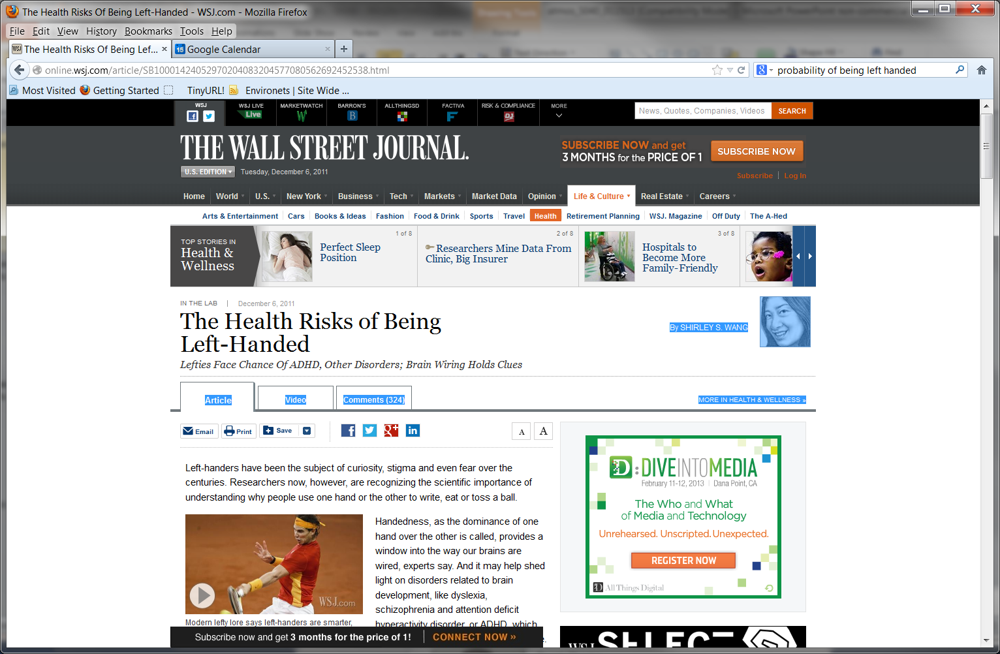 The Health Risks Of Being Left-Handed - WSJ.com - Mozilla Firefox
File Edit View History Bookmarks Tools Help
The Health Risks Of Being Lef... Google Calendar
online.wsj.com/article/SB10001424052970204083204577080562692452538.html
probability of being left handed
Most Visited Getting Started TinyURL! Environets | Site Wide ...
WSJ WSJ LIVE MARKETWATCH BARRON'S ALLTHINGSD FACTIVA RISK & COMPLIANCE MORE
Live
News, Quotes, Companies, Videos SEARCH
THE WALL STREET JOURNAL.
SUBSCRIBE NOW and get
3 MONTHS for the PRICE OF 1
SUBSCRIBE NOW
U.S. EDITION Tuesday, December 6, 2011
Subscribe Log In
Home World U.S. New York Business Tech Markets Market Data Opinion Life & Culture Real Estate Careers
Arts & Entertainment Cars Books & Ideas Fashion Food & Drink Sports Travel Health Retirement Planning WSJ. Magazine Off Duty The A-Hed
TOP STORIES IN
Health &
Wellness
1 of 8
Perfect Sleep
Position
2 of 8
Researchers Mine Data From
Clinic, Big Insurer
3 of 8
Hospitals to
Become More
Family-Friendly
IN THE LAB | December 6, 2011
The Health Risks of Being
Left-Handed
By SHIRLEY S. WANG
Lefties Face Chance Of ADHD, Other Disorders; Brain Wiring Holds Clues
Article Video Comments (324)
MORE IN HEALTH & WELLNESS »
Email Print Save
A A
Left-handers have been the subject of curiosity, stigma and even fear over the
centuries. Researchers now, however, are recognizing the scientific importance of
understanding why people use one hand or the other to write, eat or toss a ball.
WSJ.com
Modern lefty lore says left-handers are smarter,
Handedness, as the dominance of one
hand over the other is called, provides a
window into the way our brains are
wired, experts say. And it may help shed
light on disorders related to brain
development, like dyslexia,
schizophrenia and attention deficit
hyperactivity disorder, or ADHD, which
Subscribe now and get 3 months for the price of 1! | CONNECT NOW »
D: DIVEINTOMEDIA
February 11-12, 2013 | Dana Point, CA
The Who and What
of Media and Technology
Unrehearsed. Unscripted. Unexpected.
REGISTER NOW
D All Things Digital
WSJ SELECT